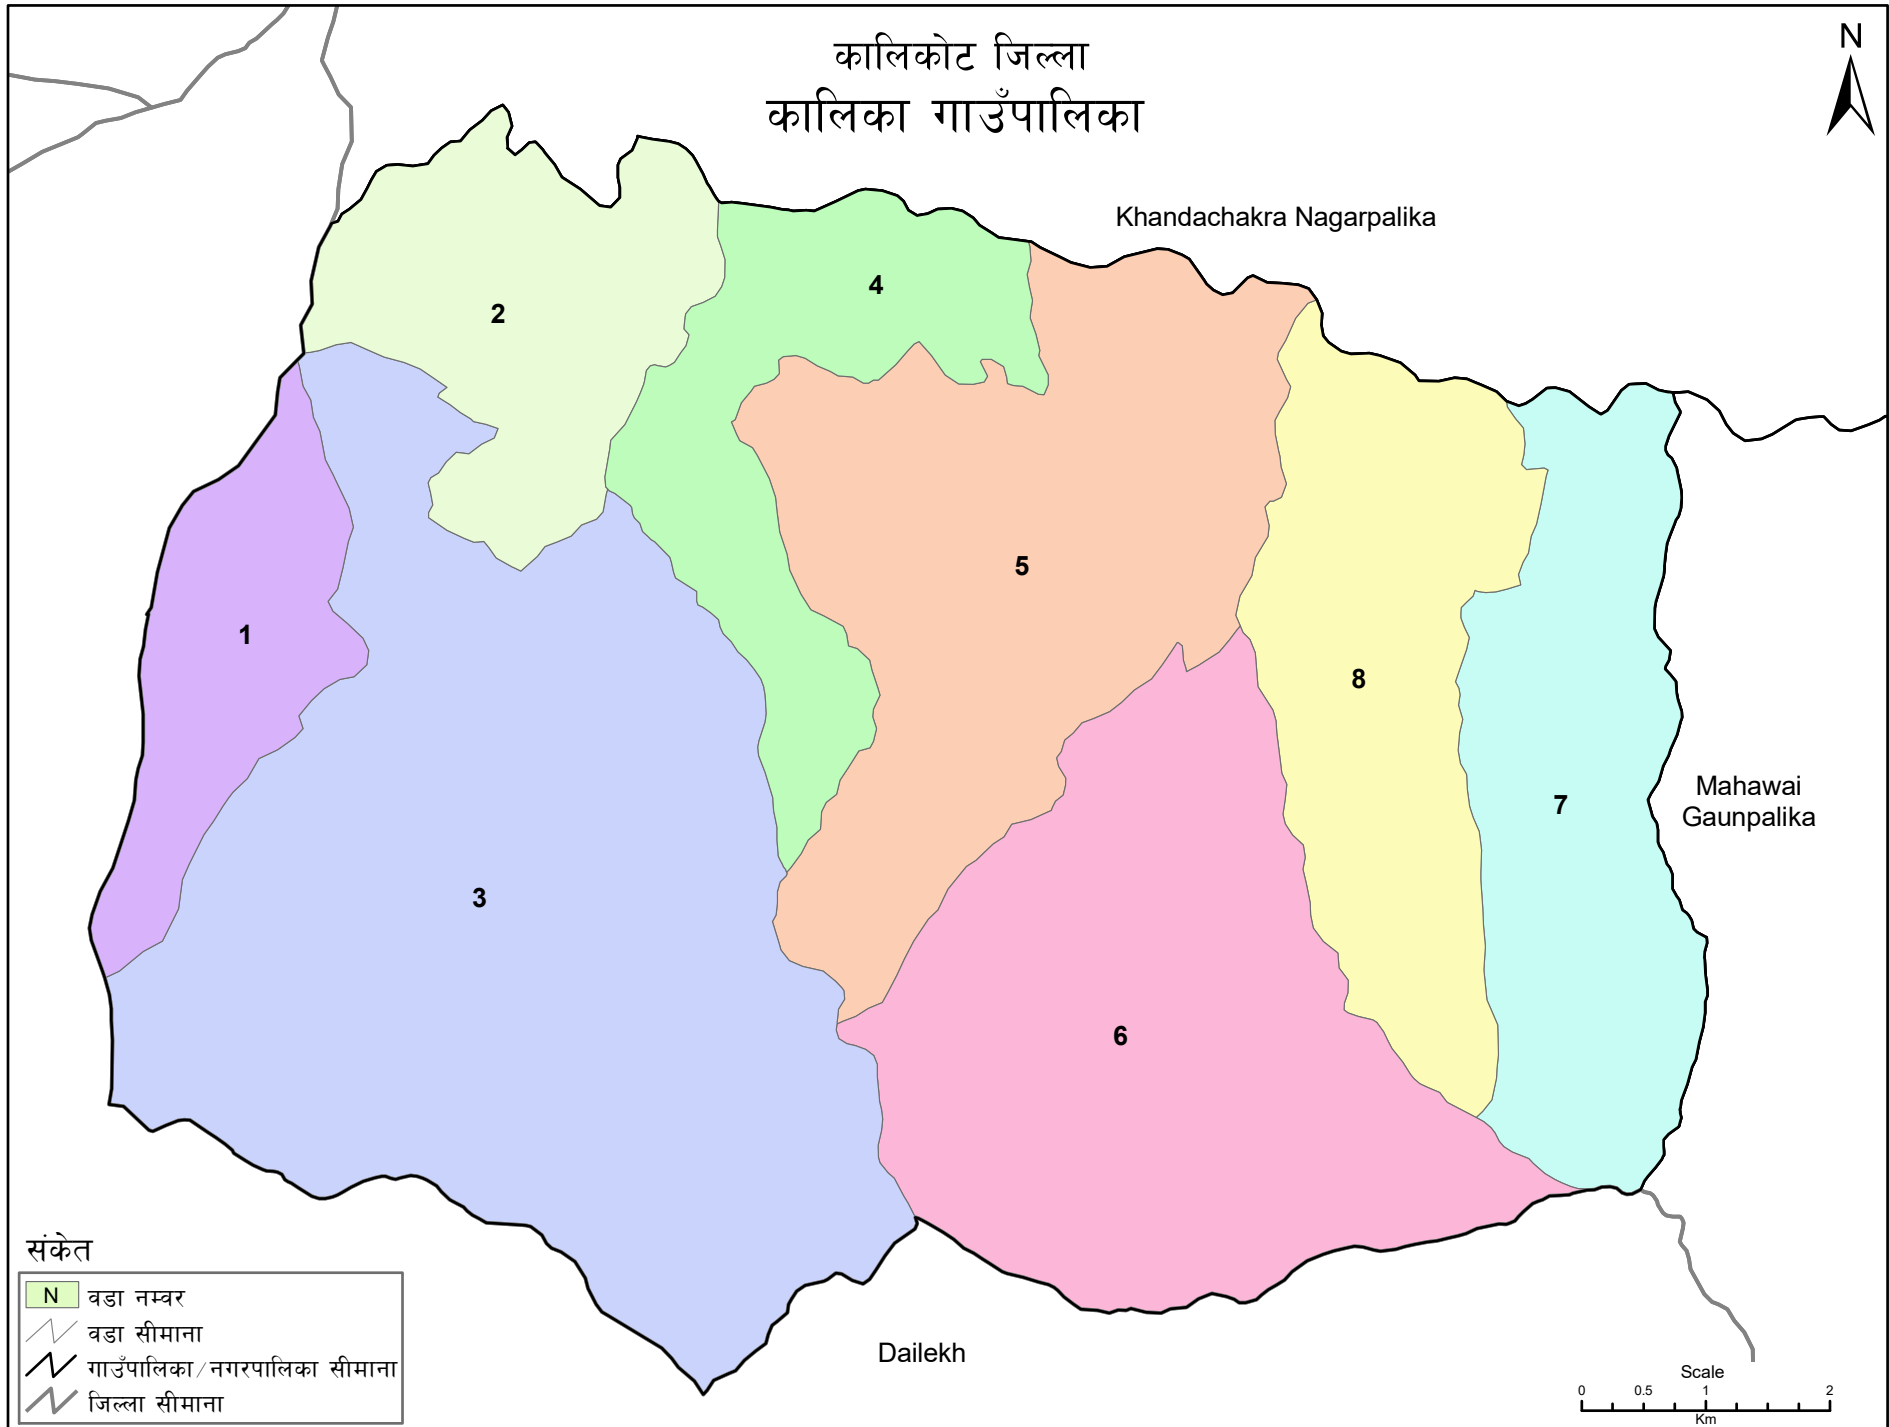 कालिकोट जिल्ला
कालिका गाउँपालिका
N
Khandachakra Nagarpalika
4
2
5
1
8
Mahawai
Gaunpalika
7
3
6
Dailekh
संकेत
N वडा नम्वर
वडा सीमाना
गाउँपालिका/नगरपालिका सीमाना
जिल्ला सीमाना
Scale
0 0.5 1 2
Km